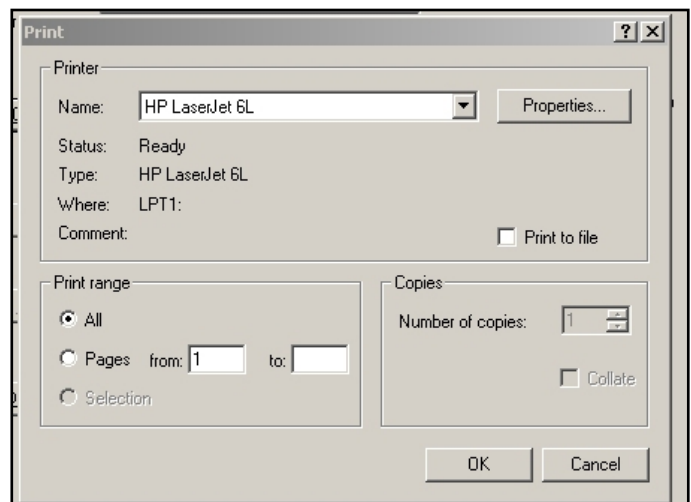 Print
Printer
Name: HP LaserJet 6L Properties...
Status: Ready
Type: HP LaserJet 6L
Where: LPT1:
Comment: Print to file
Print range
All
Pages from: 1 to:
Selection
Copies
Number of copies: 1
Collate
OK Cancel